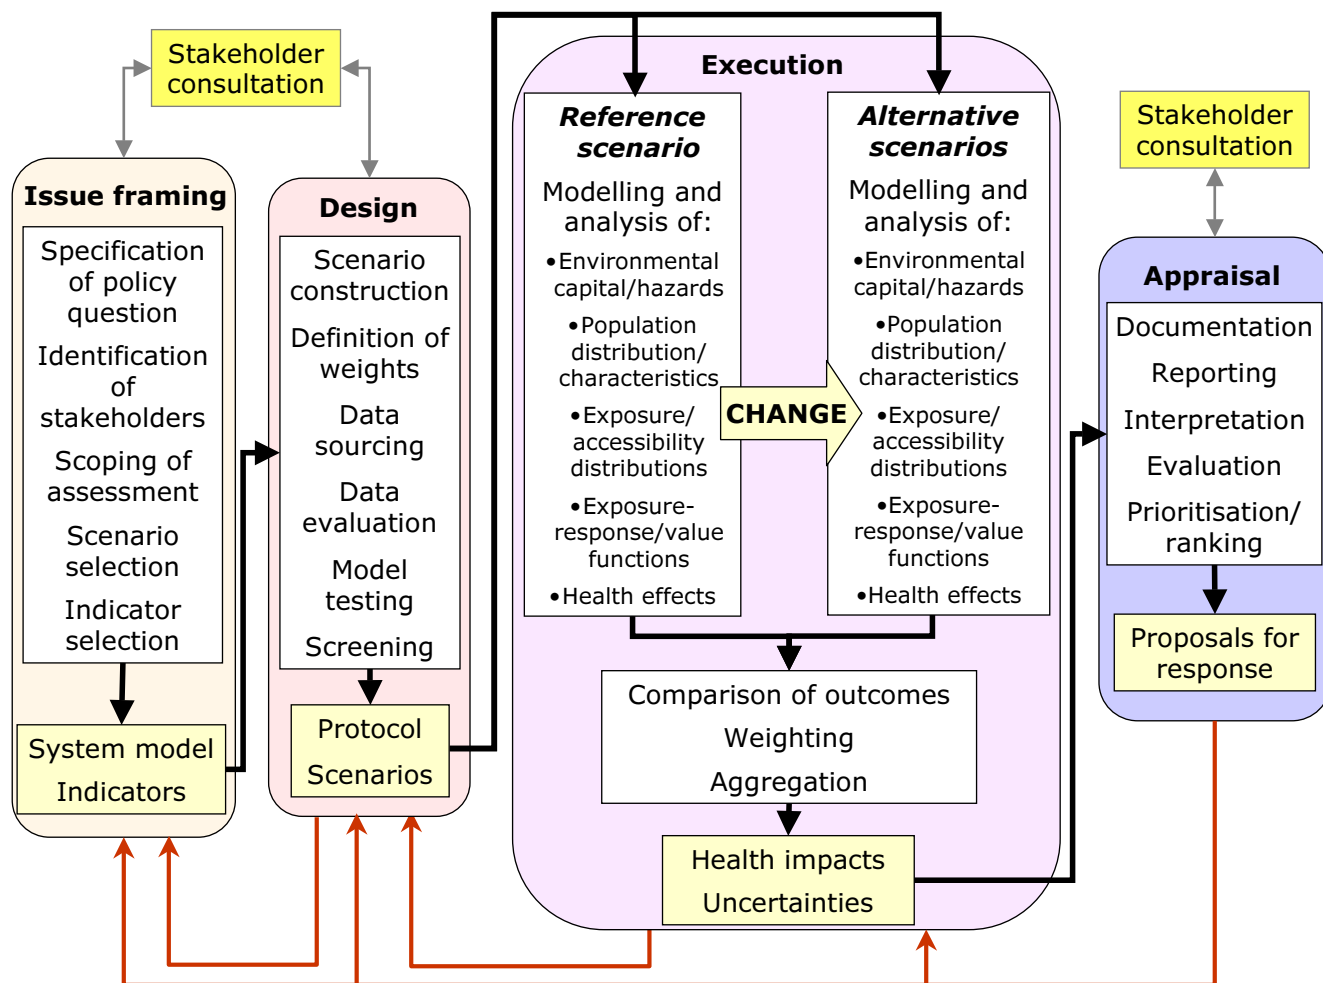 Stakeholder
consultation
Issue framing
Specification
of policy
question
Identification
of
stakeholders
Scoping of
assessment
Scenario
selection
Indicator
selection
System model
Indicators
Design
Scenario
construction
Definition of
weights
Data
sourcing
Data
evaluation
Model
testing
Screening
Protocol
Scenarios
Execution
Reference
scenario
Modelling and
analysis of:
•Environmental
capital/hazards
•Population
distribution/
characteristics
•Exposure/
accessibility
distributions
•Exposure-
response/value
functions
•Health effects
CHANGE
Alternative
scenarios
Modelling and
analysis of:
•Environmental
capital/hazards
•Population
distribution/
characteristics
•Exposure/
accessibility
distributions
•Exposure-
response/value
functions
•Health effects
Comparison of outcomes
Weighting
Aggregation
Health impacts
Uncertainties
Stakeholder
consultation
Appraisal
Documentation
Reporting
Interpretation
Evaluation
Prioritisation/
ranking
Proposals for
response